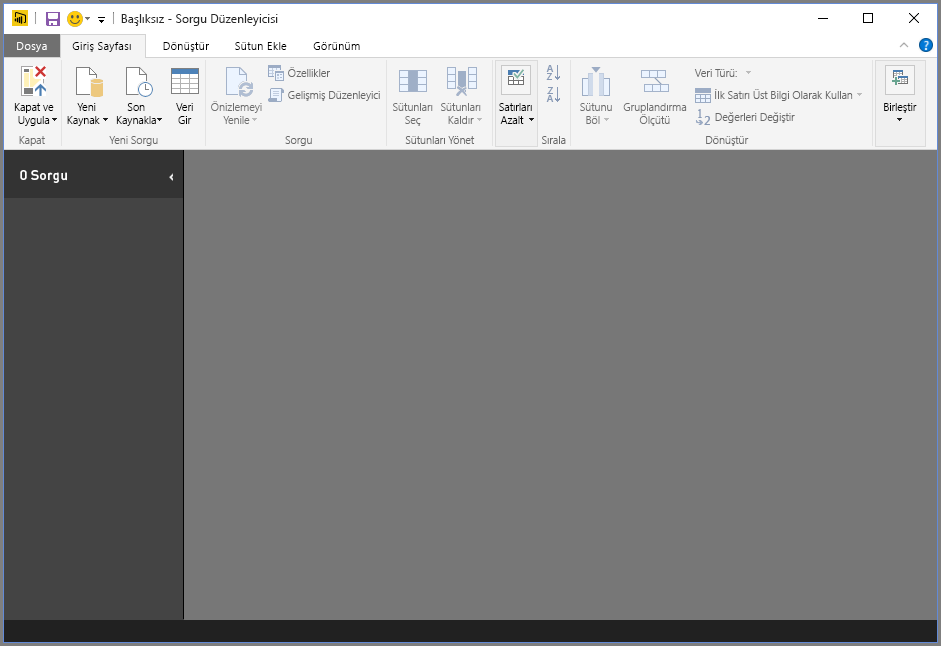 Başlıksız - Sorgu Düzenleyicisi
Dosya
Giriş Sayfası
Dönüştür
Sütun Ekle
Görünüm
Kapat ve
Uygula
Yeni
Kaynak
Son
Kaynakla
Veri
Gir
Önizlemeyi
Yenile
Özellikler
Gelişmiş Düzenleyici
Sütunları
Seç
Sütunları
Kaldır
Satırları
Azalt
Sütunu
Böl
Gruplandırma
Ölçütü
Veri Türü:
İlk Satırı Üst Bilgi Olarak Kullan
Değerleri Değiştir
Birleştir
Kapat
Yeni Sorgu
Sorgu
Sütunları Yönet
Sırala
Dönüştür
0 Sorgu